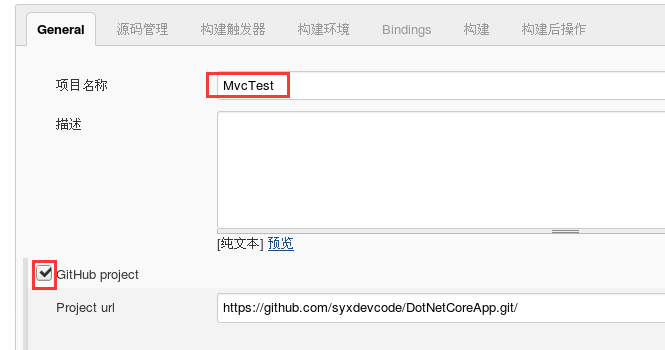 General 源码管理 构建触发器 构建环境 Bindings 构建 构建后操作
项目名称 MvcTest
描述
[纯文本] 预览
GitHub project
Project url https://github.com/syxdevcode/DotNetCoreApp.git/